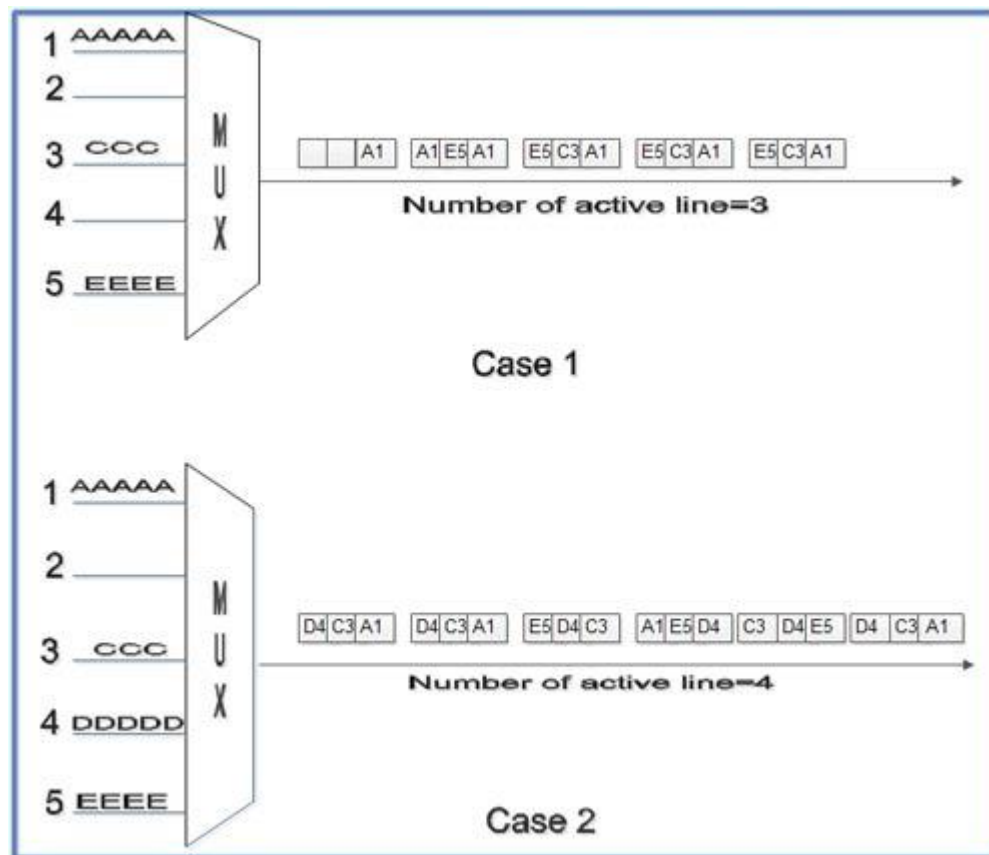 1 AAAAA
2
3 CCC
4
5 EEEE
MUX
A1 A1 E5 A1 E5 C3 A1 E5 C3 A1 E5 C3 A1
Number of active line=3
Case 1
1 AAAAA
2
3 CCC
4 DDDDD
5 EEEE
MUX
D4 C3 A1 D4 C3 A1 E5 D4 C3 A1 E5 D4 C3 D4 E5 D4 C3 A1
Number of active line=4
Case 2